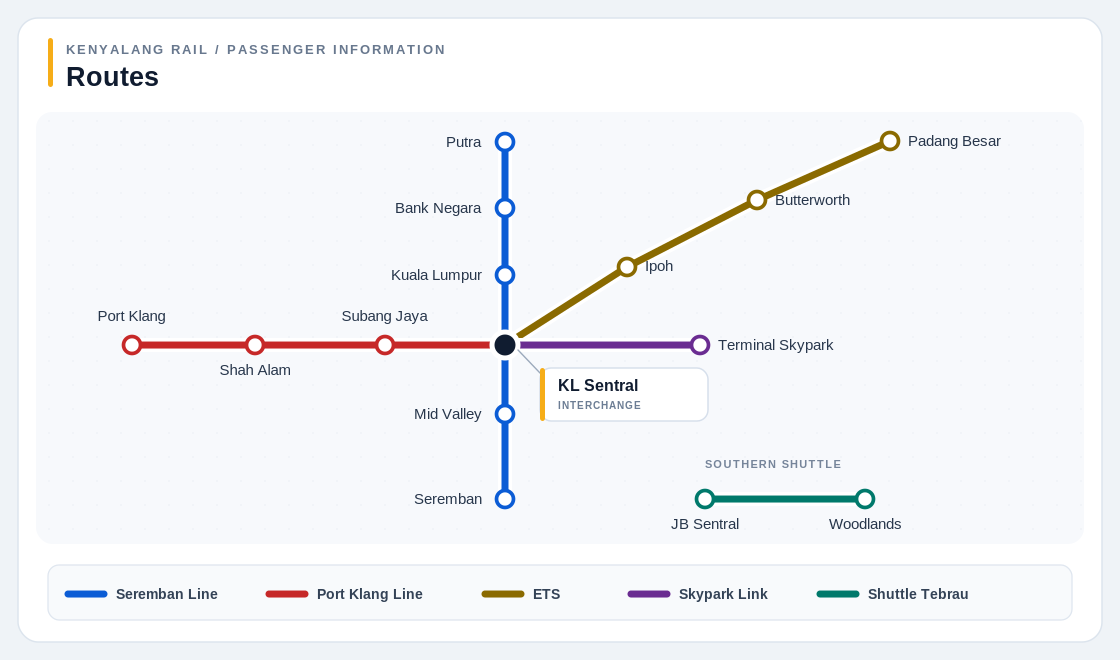 KENYALANG RAIL / PASSENGER INFORMATION
Routes
Putra
Padang Besar
Bank Negara
Butterworth
Kuala Lumpur
Ipoh
Port Klang
Subang Jaya
Terminal Skypark
Shah Alam
KL Sentral
INTERCHANGE
Mid Valley
SOUTHERN SHUTTLE
Seremban
JB Sentral
Woodlands
Seremban Line
Port Klang Line
ETS
Skypark Link
Shuttle Tebrau